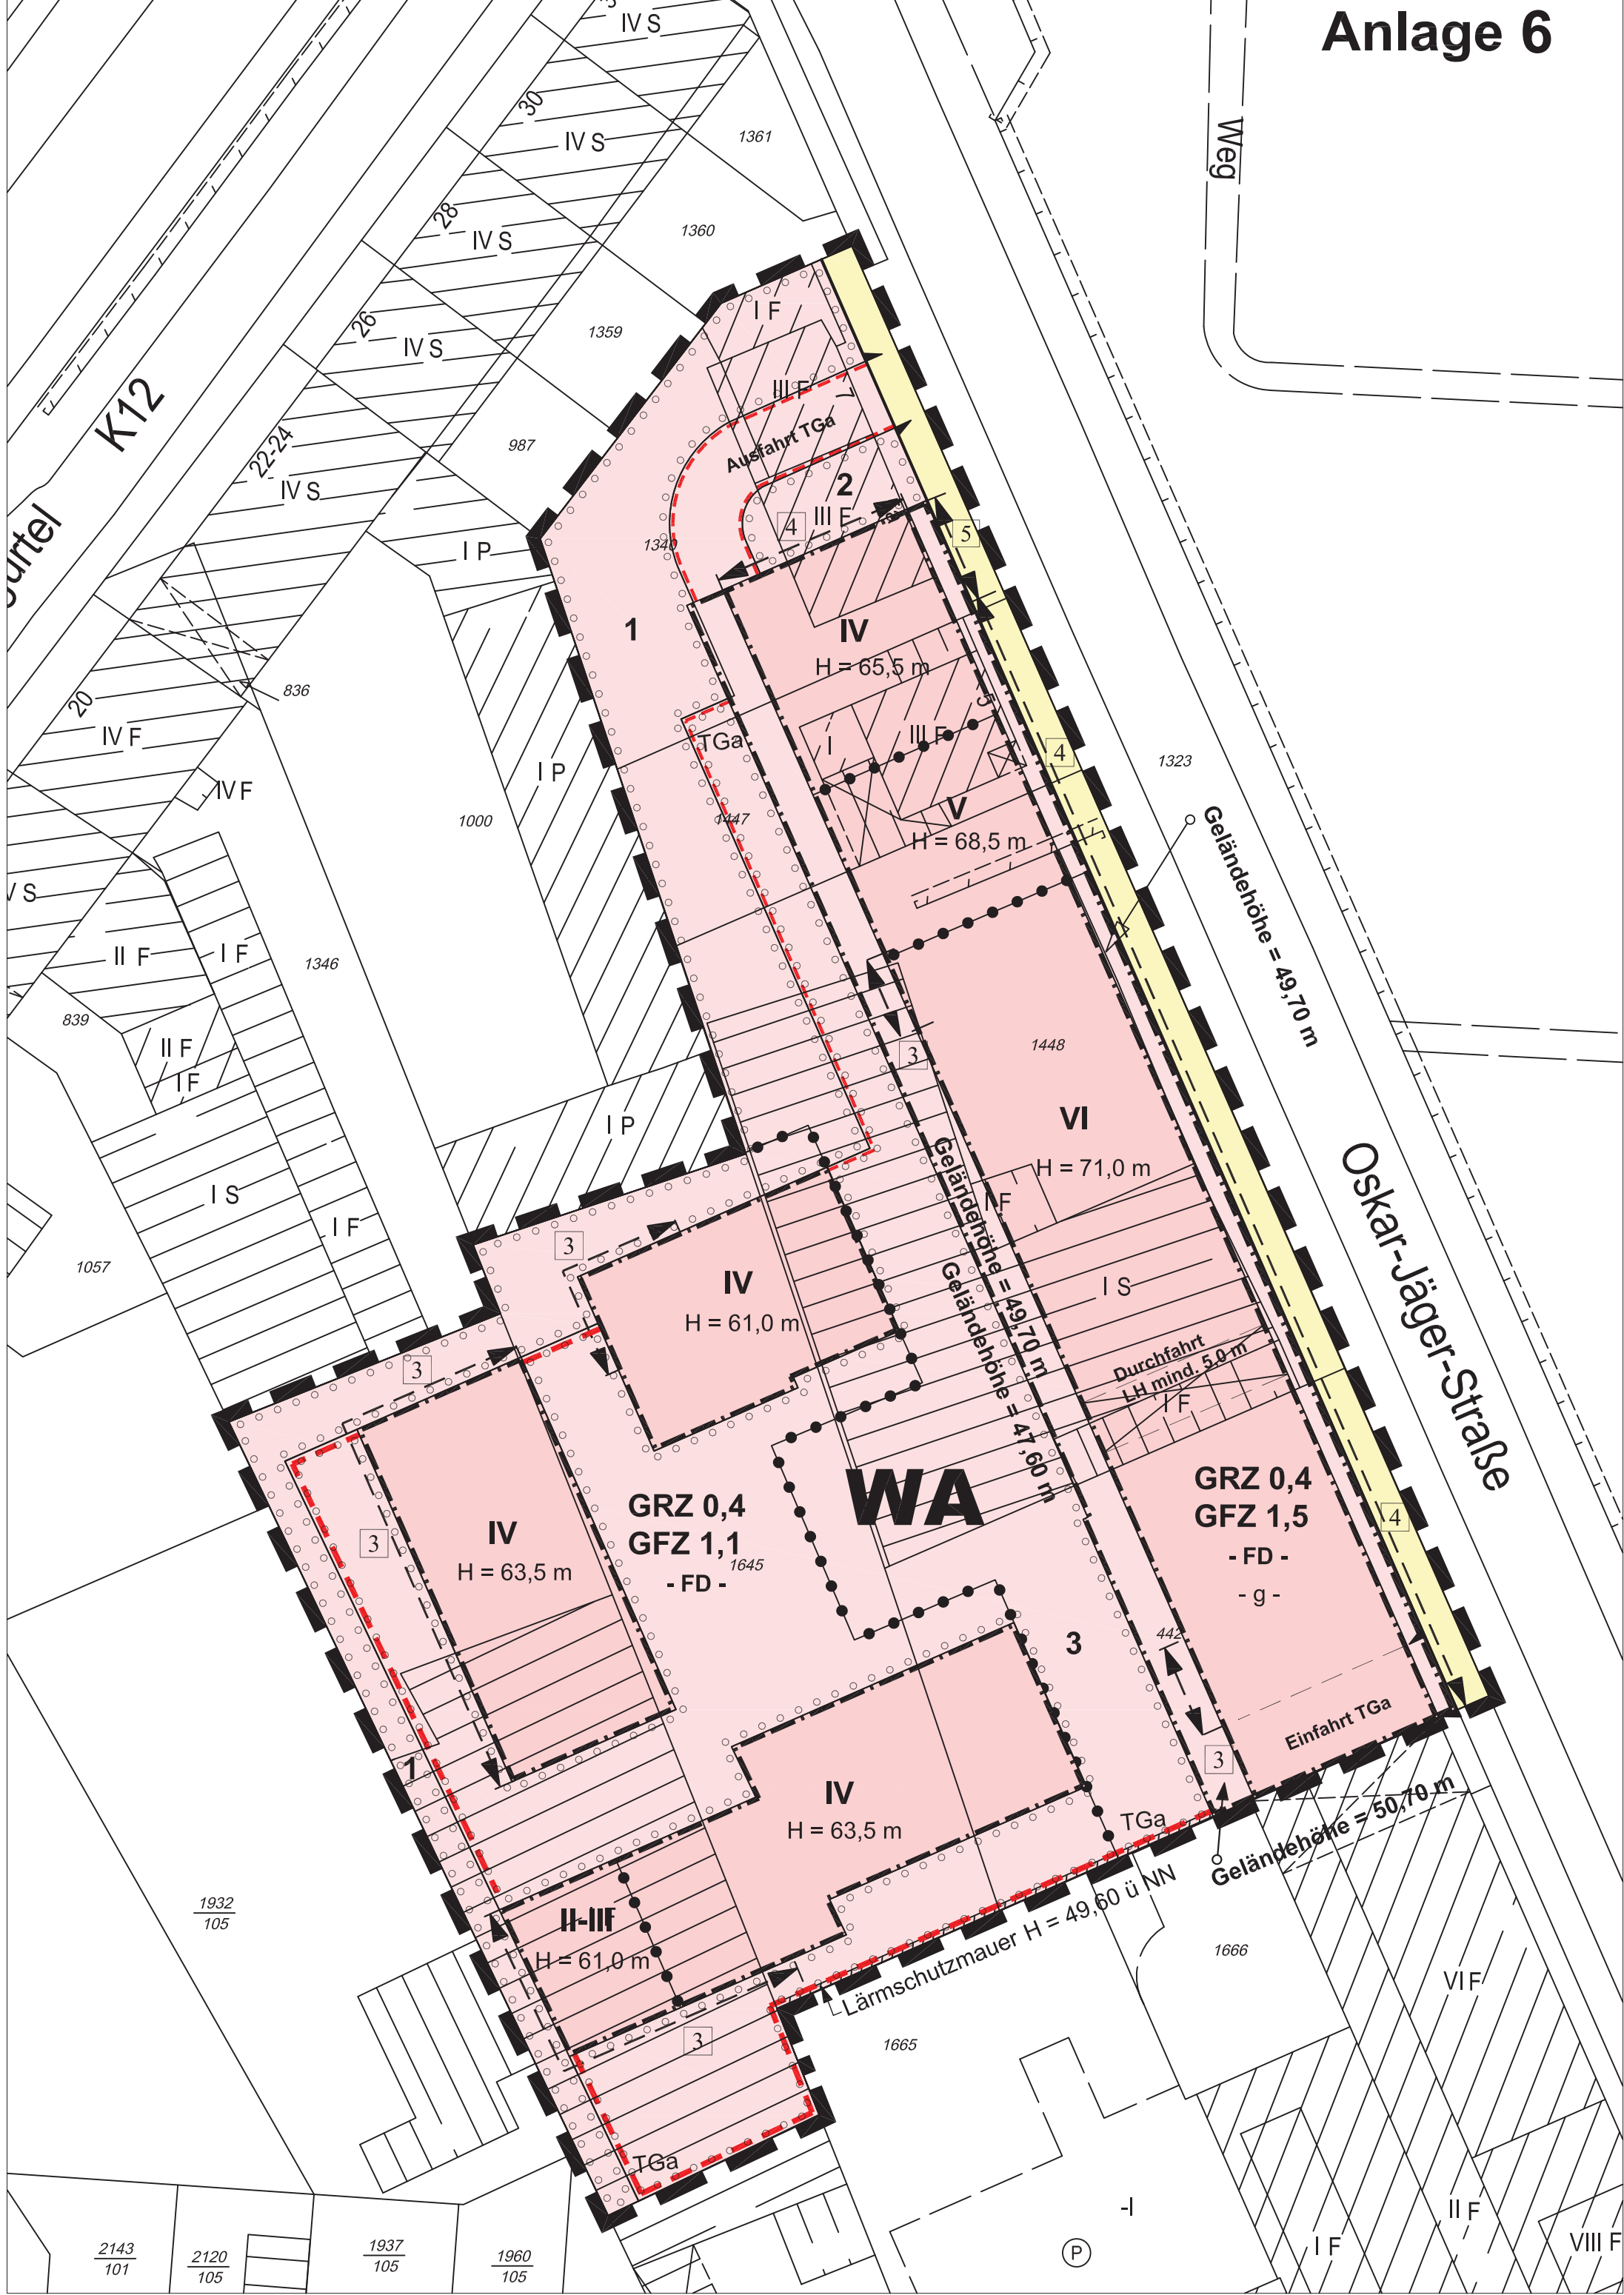 Anlage 6
IV S
30
IV S
1361
Weg
28
IV S
1360
26
IV S
1359
I F
K12
22-24
IV S
987
III F
7
Ausfahrt TGa
2
III F
4
5
1340
I P
1
IV
H = 65,5 m
20
836
IV F
IV F
I P
TGa
5
I
III F
4
1323
1000
1447
V
H = 68,5 m
Geländehöhe = 49,70 m
II F
I F
1346
839
II F
I F
3
1448
I P
VI
H = 71,0 m
I S
I F
1057
3
IV
H = 61,0 m
Geländehöhe = 49,70 m
Geländehöhe = 47,60 m
I F
I S
Oskar-Jäger-Straße
3
Durchfahrt
LH mind. 5.0 m
I F
3
IV
H = 63,5 m
GRZ 0,4
GFZ 1,1
1645
- FD -
WA
GRZ 0,4
GFZ 1,5
- FD -
- g -
4
3
442
1
IV
H = 63,5 m
TGa
3
Einfahrt TGa
Geländehöhe = 50,70 m
1932
105
II-III
H = 61,0 m
3
Lärmschutzmauer H = 49,60 ü NN
1665
1666
VI F
TGa
-I
P
I F
II F
VIII F
2143
101
2120
105
1937
105
1960
105